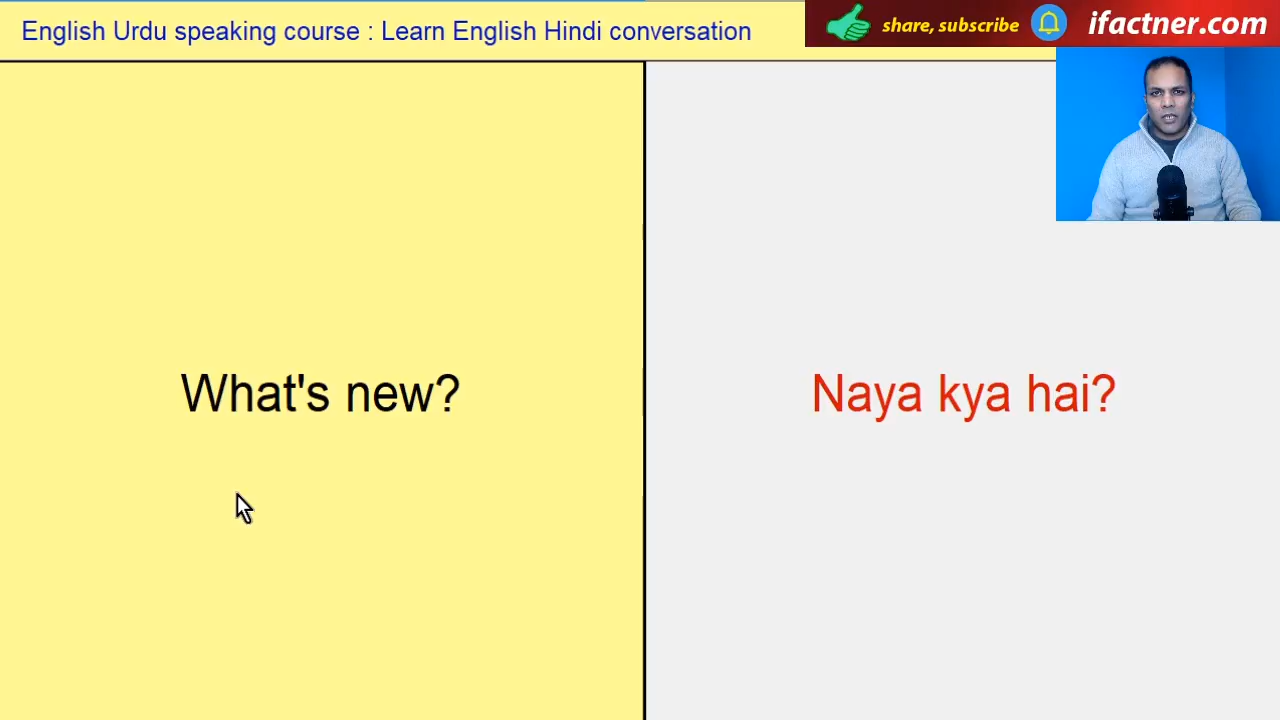 English Urdu speaking course : Learn English Hindi conversation
share, subscribe
ifactner.com
What's new?
Naya kya hai?